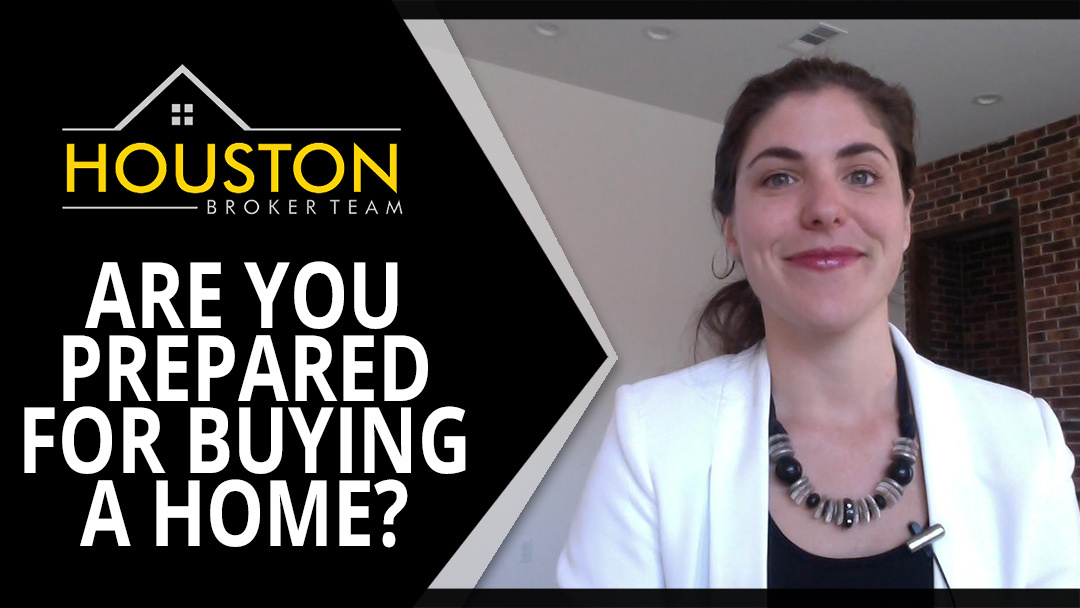 HOUSTON
BROKER TEAM
ARE YOU
PREPARED
FOR BUYING
A HOME?